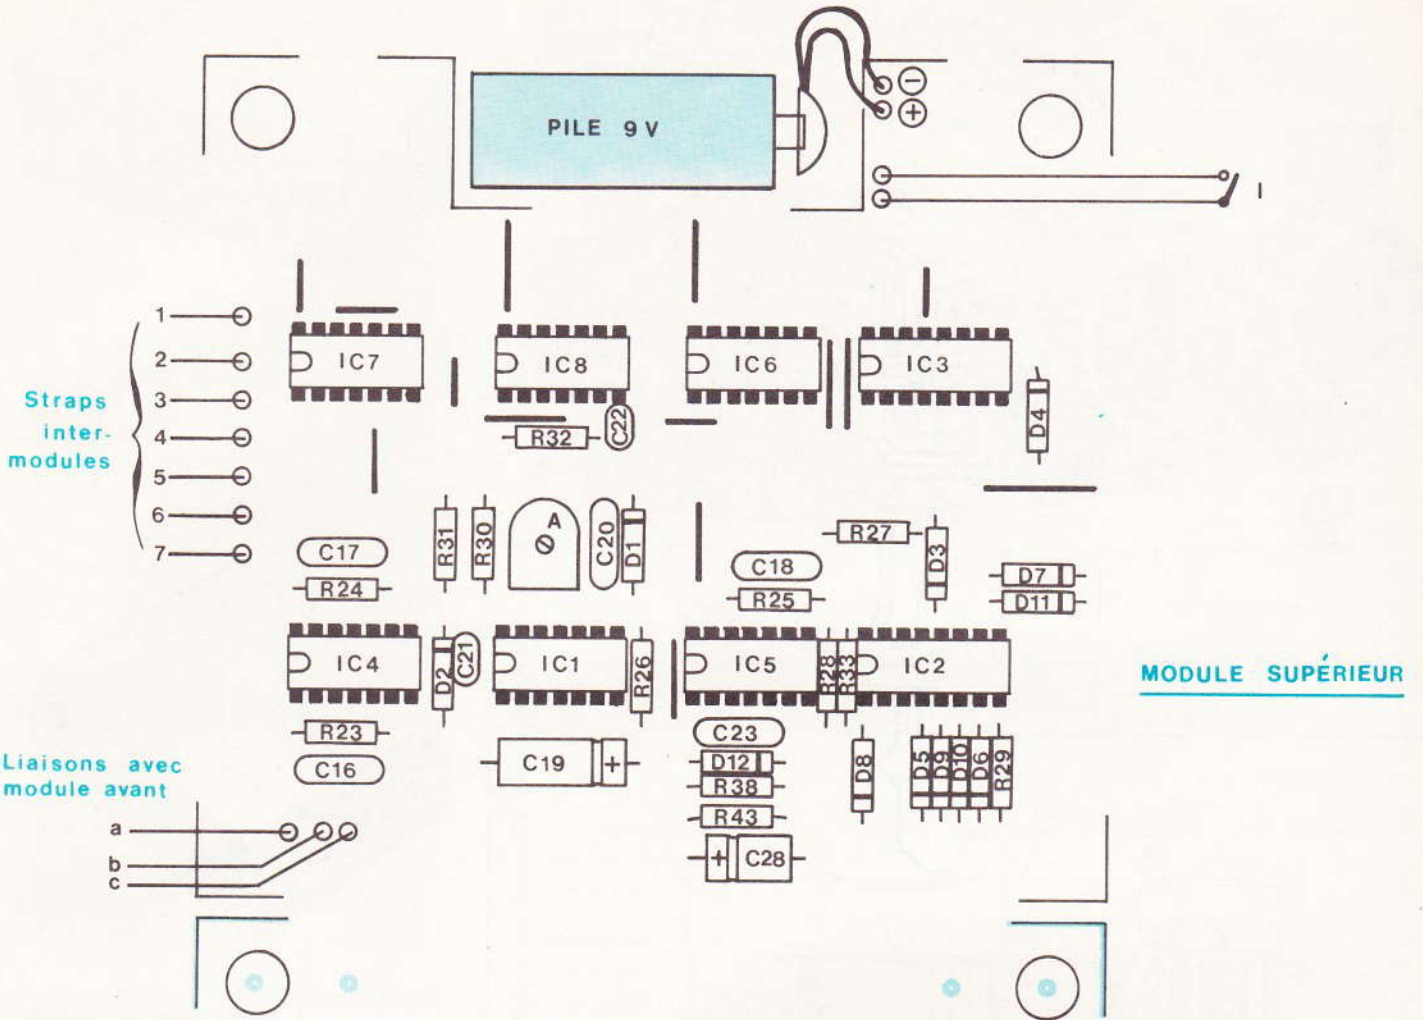 PILE 9 V
−
+
I
1
2
3
4
5
6
7
Straps
inter-
modules
IC7
IC8
IC6
IC3
R32
C22
D4
R31
R30
A
C20
D1
R27
D3
C17
R24
C18
R25
D7
D11
IC4
D2
C21
IC1
R26
IC5
R28
R33
IC2
MODULE SUPÉRIEUR
R23
C16
C19 +
C23
D12
R38
R43
+ C28
D8
D5
D9
D10
D6
R29
Liaisons avec
module avant
a
b
c